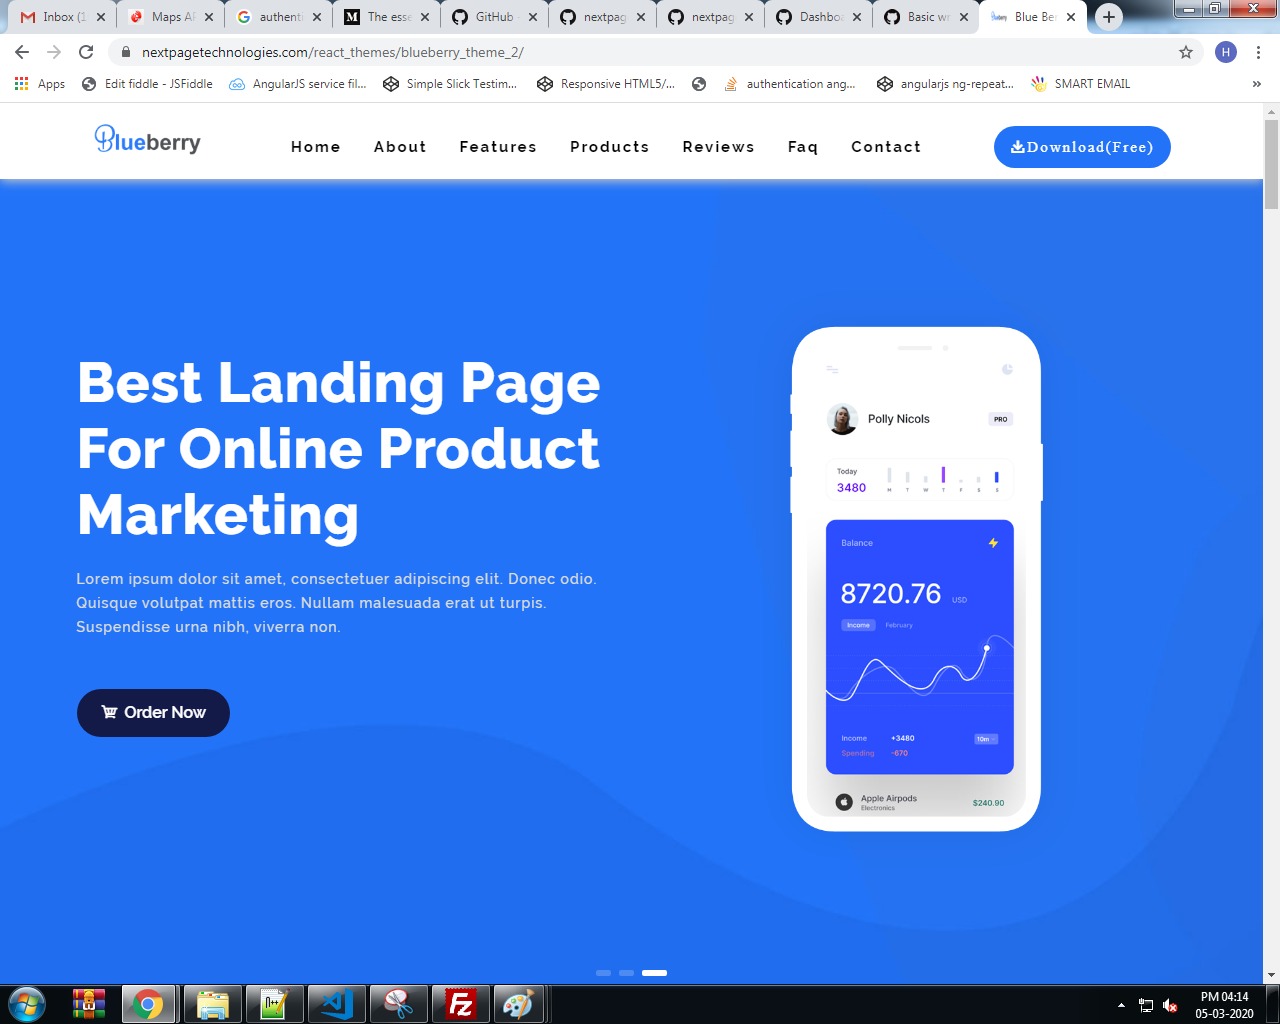 Inbox (1
Maps AP
authenti
The esse
GitHub
nextpag
nextpag
Dashboa
Basic wr
Blue Ber
nextpagetechnologies.com/react_themes/blueberry_theme_2/
H
Apps
Edit fiddle - JSFiddle
AngularJS service fil...
Simple Slick Testim...
Responsive HTML5/...
authentication ang...
angularjs ng-repeat...
SMART EMAIL
»
Blueberry
Home
About
Features
Products
Reviews
Faq
Contact
Download(Free)
Best Landing Page
For Online Product
Marketing
Lorem ipsum dolor sit amet, consectetuer adipiscing elit. Donec odio.
Quisque volutpat mattis eros. Nullam malesuada erat ut turpis.
Suspendisse urna nibh, viverra non.
Order Now
Polly Nicols
PRO
Today
3480
M T W T F S S
Balance
8720.76 USD
Income February
Income +3480 10m
Spending -670
Apple Airpods
Electronics
$240.90
PM 04:14
05-03-2020